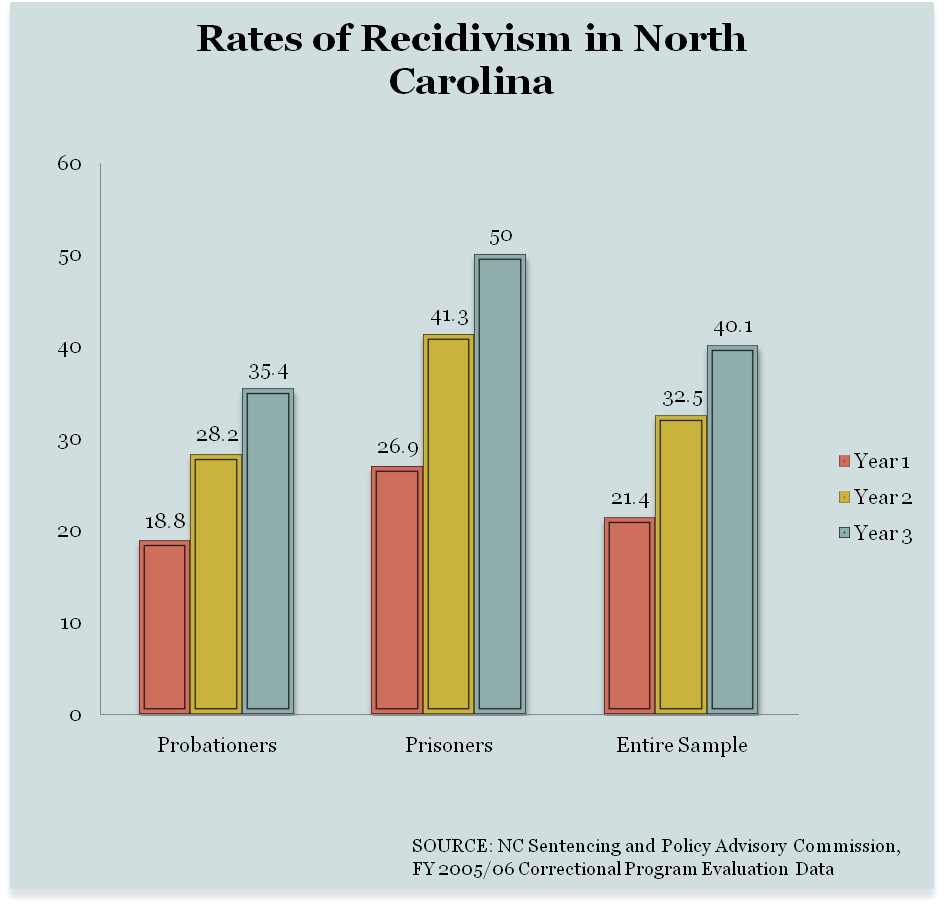 Rates of Recidivism in North
Carolina
60
50
40
30
20
10
0
18.8
28.2
35.4
26.9
41.3
50
21.4
32.5
40.1
Probationers
Prisoners
Entire Sample
Year 1
Year 2
Year 3
SOURCE: NC Sentencing and Policy Advisory Commission,
FY 2005/06 Correctional Program Evaluation Data